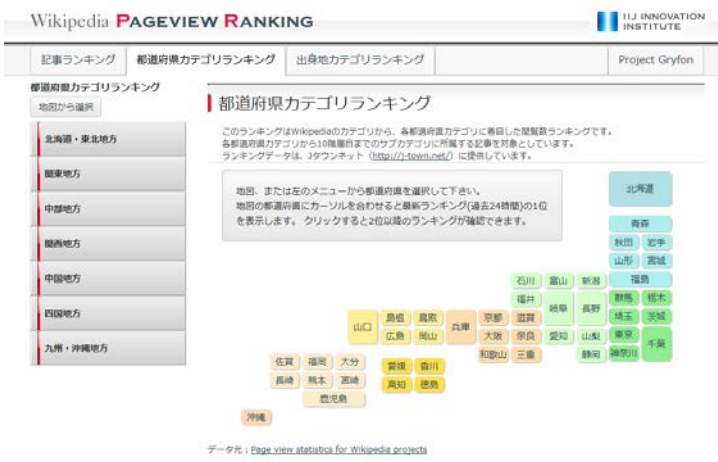 Wikipedia PAGEVIEW RANKING
IIJ INNOVATION
INSTITUTE
記事ランキング
都道府県カテゴリランキング
出身地カテゴリランキング
Project Gryfon
都道府県カテゴリランキング
地図から選択
北海道・東北地方
関東地方
中部地方
関西地方
中国地方
四国地方
九州・沖縄地方
都道府県カテゴリランキング
このランキングはWikipediaのカテゴリから、各都道府県カテゴリに着目した閲覧数ランキングです。
各都道府県カテゴリから10階層目までのサブカテゴリに所属する記事を対象としています。
ランキングデータは、Jタウンネット（http://j-town.net/）に提供しています。
地図、または左のメニューから都道府県を選択して下さい。
地図の都道府県にカーソルを合わせると最新ランキング(過去24時間)の1位
を表示します。 クリックすると2位以降のランキングが確認できます。
北海道
青森
秋田 岩手
山形 宮城
石川 富山 新潟 福島
福井 岐阜 長野 群馬 栃木
山口 島根 鳥取 兵庫 京都 滋賀 埼玉 茨城
広島 岡山 大阪 奈良 愛知 山梨 東京 千葉
佐賀 福岡 大分 愛媛 香川 和歌山 三重 静岡 神奈川
長崎 熊本 宮崎 高知 徳島
鹿児島
沖縄
データ元：Page view statistics for Wikipedia projects